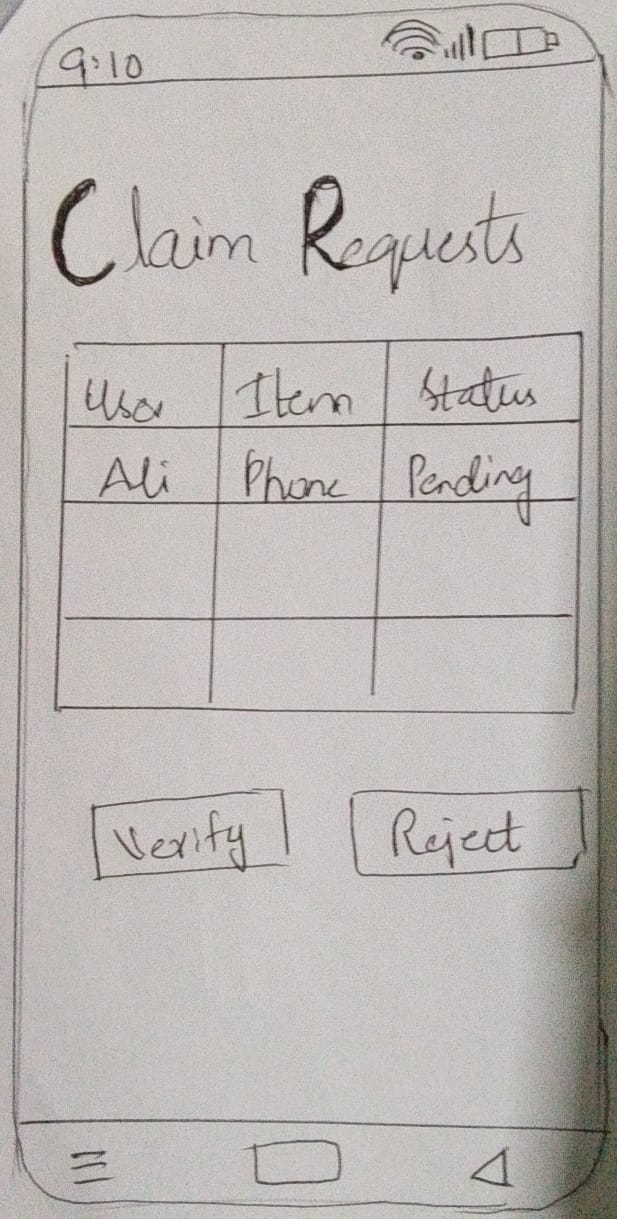 9:10
Claim Requests
User Item Status
Ali Phone Pending
Verify Reject